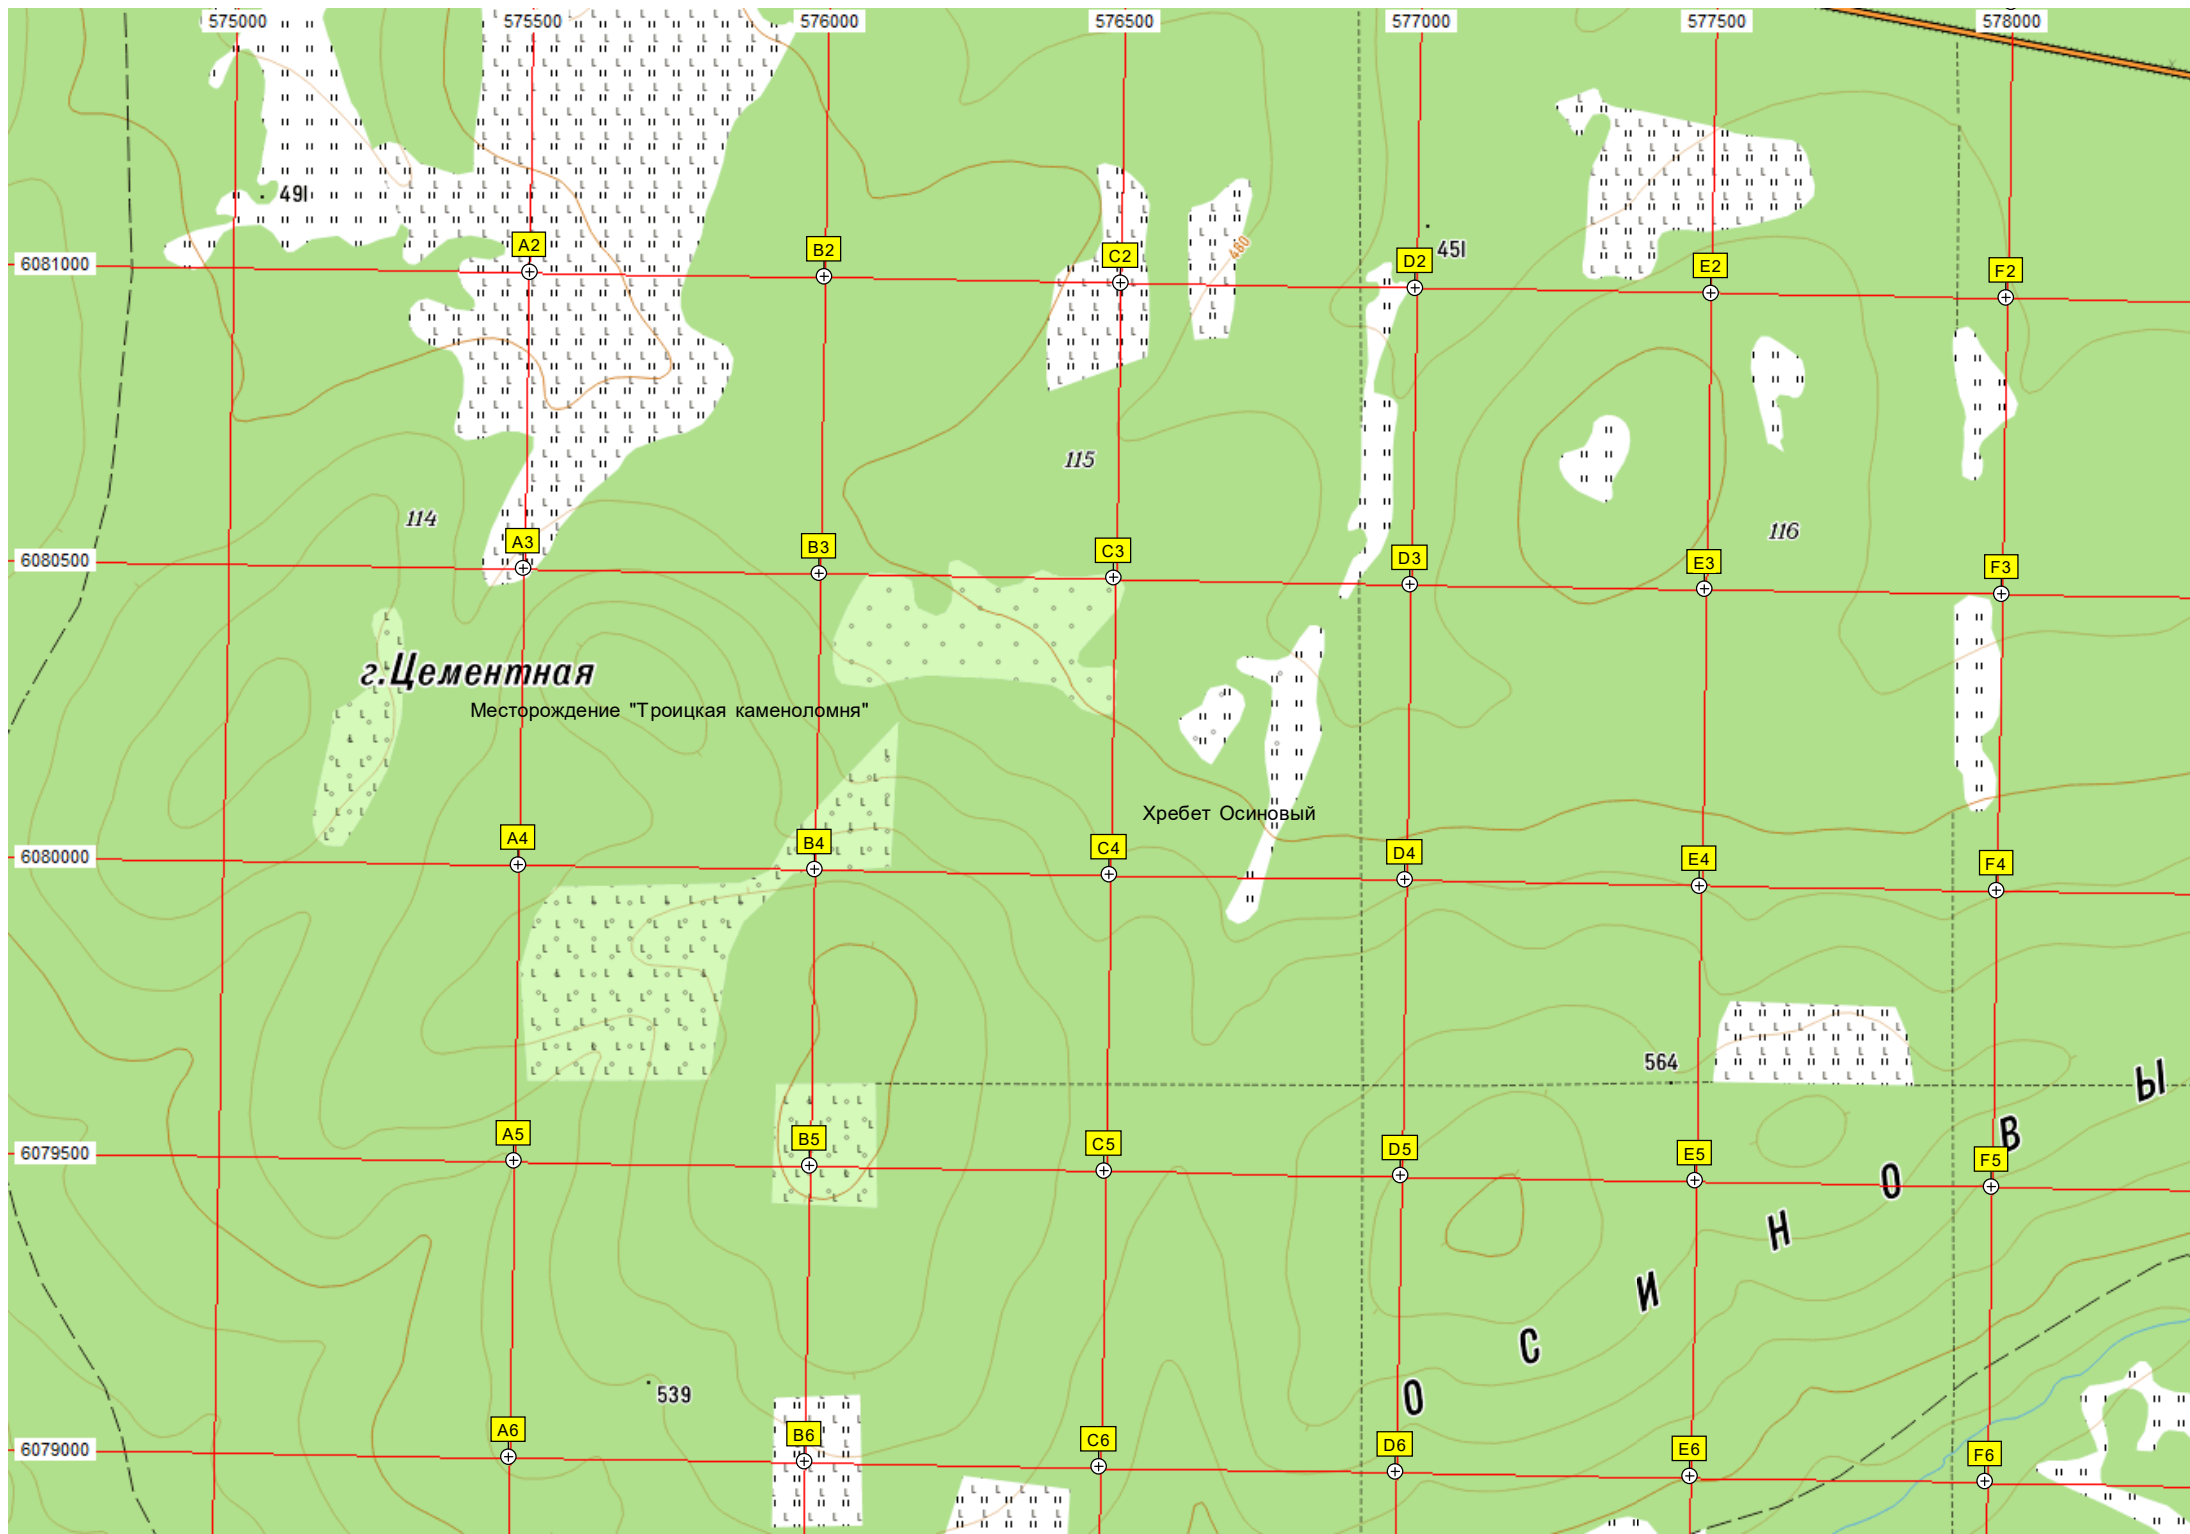 575000 575500 576000 576500 577000 577500 578000
491
A2 B2 C2 480 D2 451 E2 F2
6081000
115
114 116
A3 B3 C3 D3 E3 F3
6080500
г.Цементная
Месторождение "Троицкая каменоломня"
Хребет Осиновый
A4 B4 C4 D4 E4 F4
6080000
564
A5 B5 C5 D5 E5 F5
6079500
О С И Н О В Ы
539
A6 B6 C6 D6 E6 F6
6079000